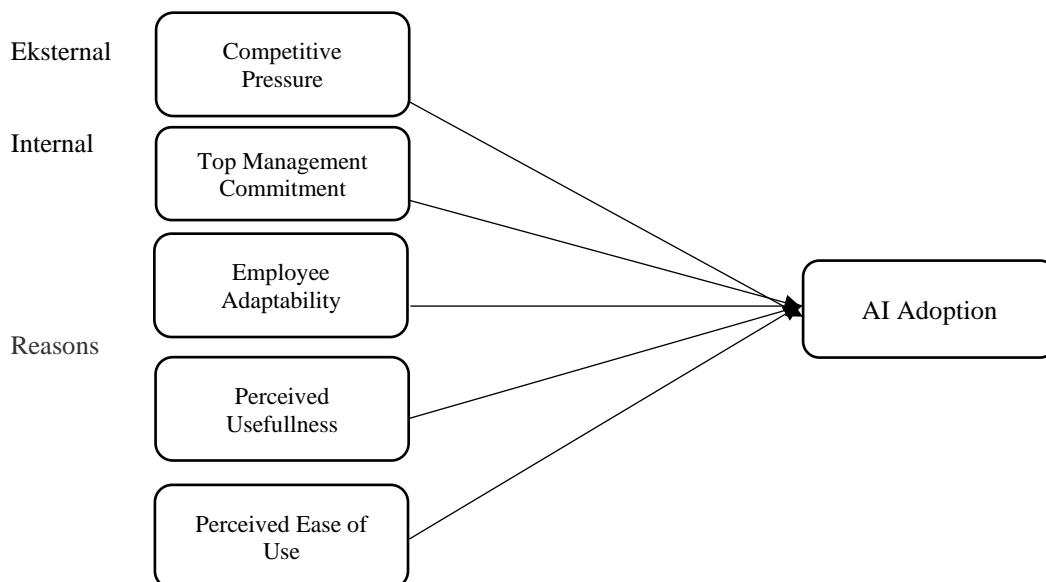 Eksternal
Competitive
Pressure
Internal
Top Management
Commitment
Employee
Adaptability
AI Adoption
Reasons
Perceived
Usefullness
Perceived Ease of
Use